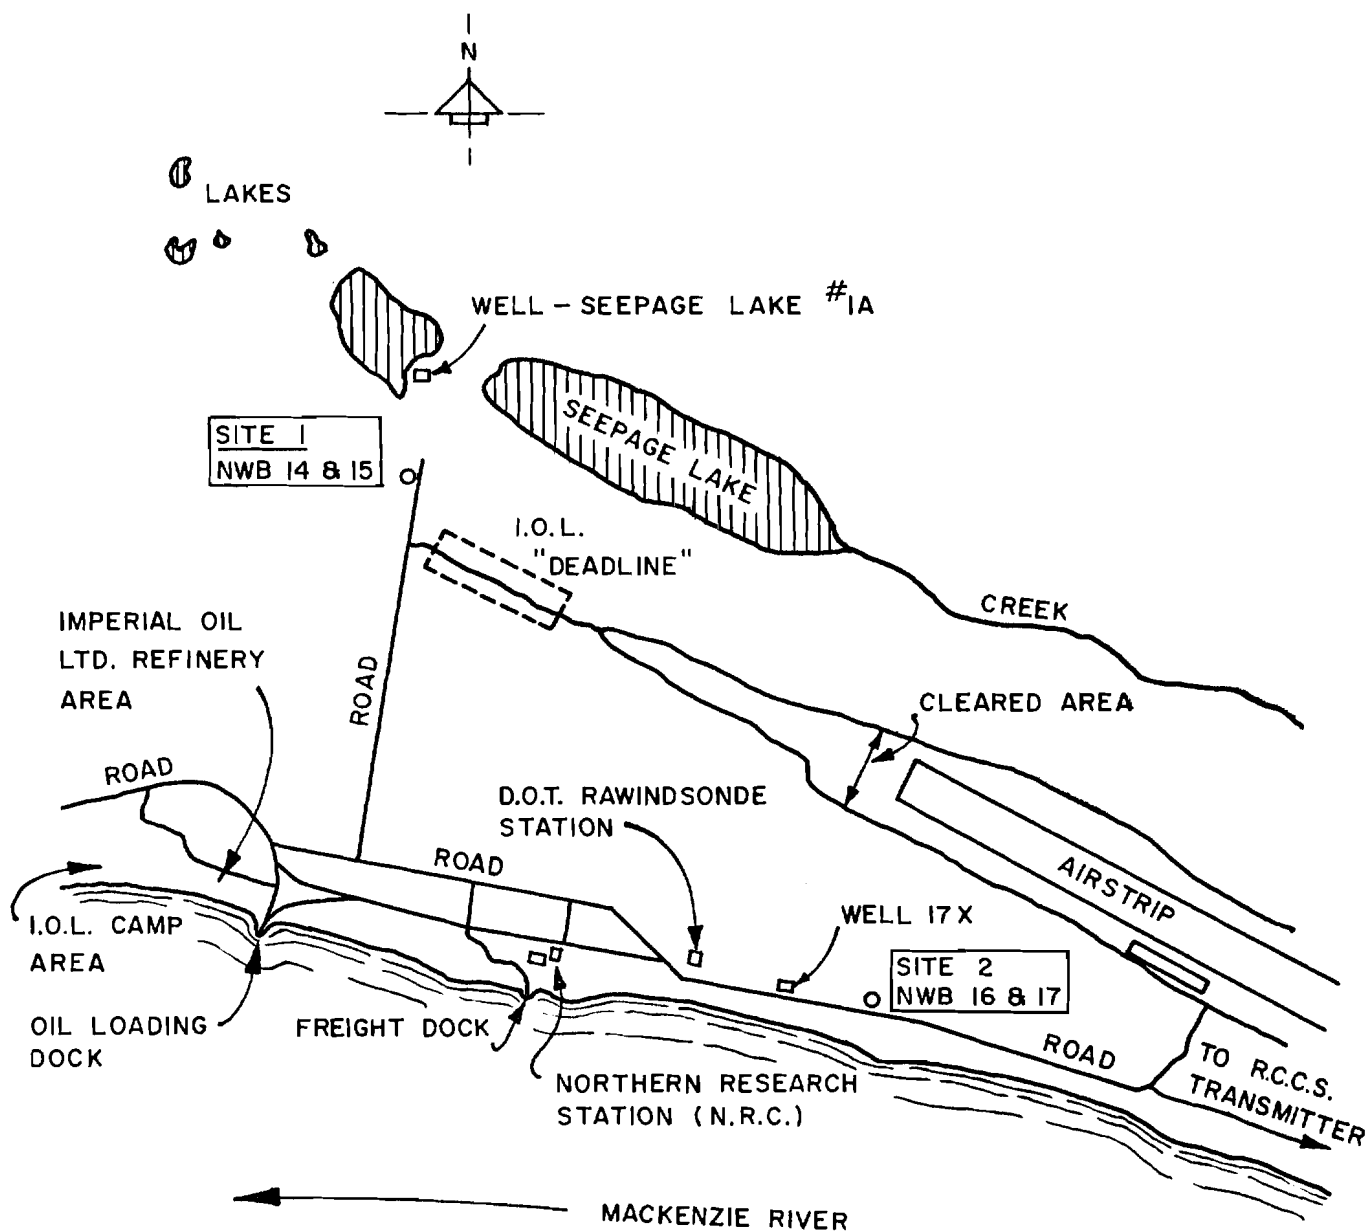 N
LAKES
WELL - SEEPAGE LAKE #1A
SITE 1
NWB 14 & 15
SEEPAGE LAKE
I.O.L.
"DEADLINE"
CREEK
IMPERIAL OIL
LTD. REFINERY
AREA
ROAD
CLEARED AREA
ROAD
D.O.T. RAWINDSONDE
STATION
ROAD
AIRSTRIP
WELL 17X
I.O.L. CAMP
AREA
SITE 2
NWB 16 & 17
OIL LOADING
DOCK
FREIGHT DOCK
ROAD
TO R.C.C.S.
TRANSMITTER
NORTHERN RESEARCH
STATION (N.R.C.)
MACKENZIE RIVER